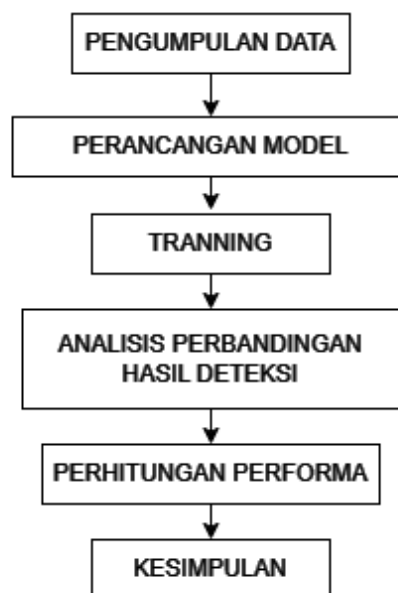 PENGUMPULAN DATA
PERANCANGAN MODEL
TRANNING
ANALISIS PERBANDINGAN
HASIL DETEKSI
PERHITUNGAN PERFORMA
KESIMPULAN